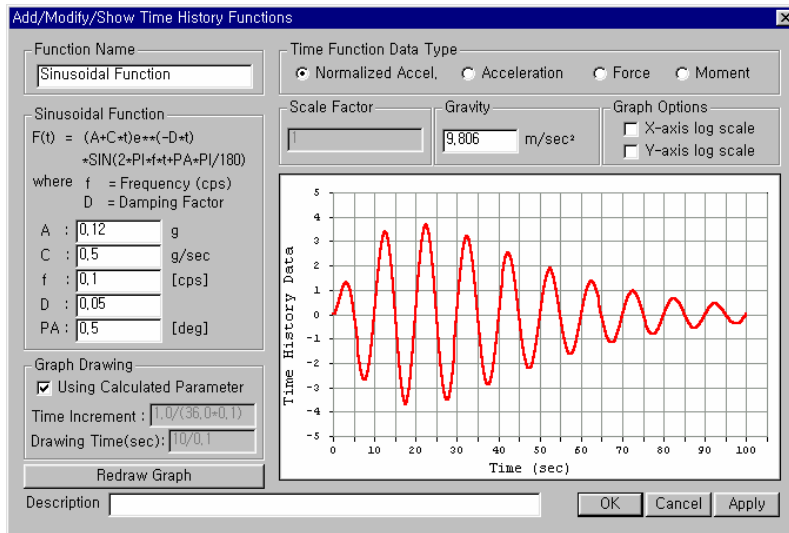 Add/Modify/Show Time History Functions
Function Name
Sinusoidal Function
Time Function Data Type
Normalized Accel.
Acceleration
Force
Moment
Sinusoidal Function
F(t) = (A+C*t)e**(-D*t)
*SIN(2*PI*f*t+PA*PI/180)
where f = Frequency (cps)
D = Damping Factor
A : 0.12 g
C : 0.5 g/sec
f : 0.1 [cps]
D : 0.05
PA : 0.5 [deg]
Scale Factor
1
Gravity
9.806 m/sec²
Graph Options
X-axis log scale
Y-axis log scale
Time History Data
5
4
3
2
1
0
-1
-2
-3
-4
-5
0 10 20 30 40 50 60 70 80 90 100
Time (sec)
Graph Drawing
Using Calculated Parameter
Time Increment : 1.0/(36.0*0.1)
Drawing Time(sec): 10/0.1
Redraw Graph
Description
OK Cancel Apply